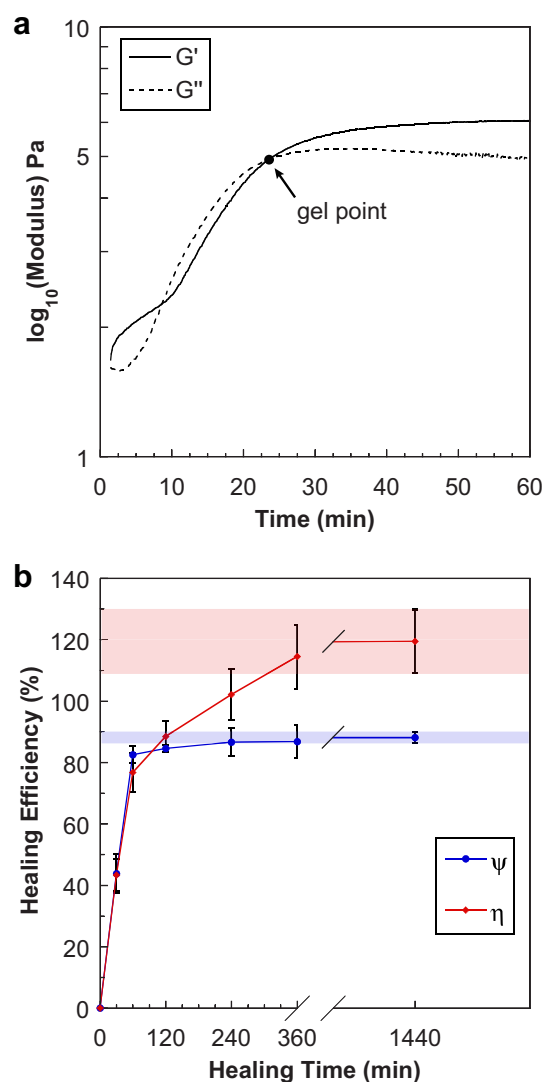 a
10
G'
G"
5
gel point
log10(Modulus) Pa
1
0 10 20 30 40 50 60
Time (min)
b
140
120
100
80
60
40
20
0
Healing Efficiency (%)
ψ
η
0 120 240 360 1440
Healing Time (min)